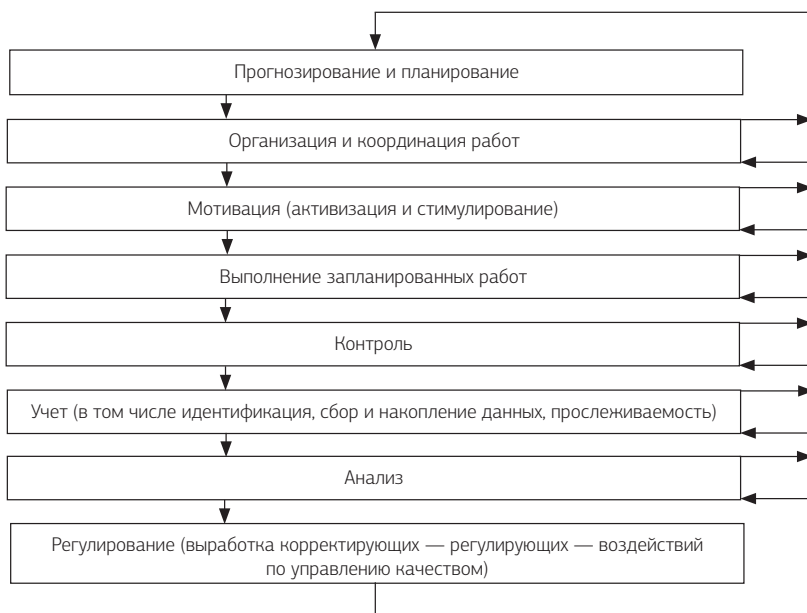 Прогнозирование и планирование
Организация и координация работ
Мотивация (активизация и стимулирование)
Выполнение запланированных работ
Контроль
Учет (в том числе идентификация, сбор и накопление данных, прослеживаемость)
Анализ
Регулирование (выработка корректирующих — регулирующих — воздействий
по управлению качеством)